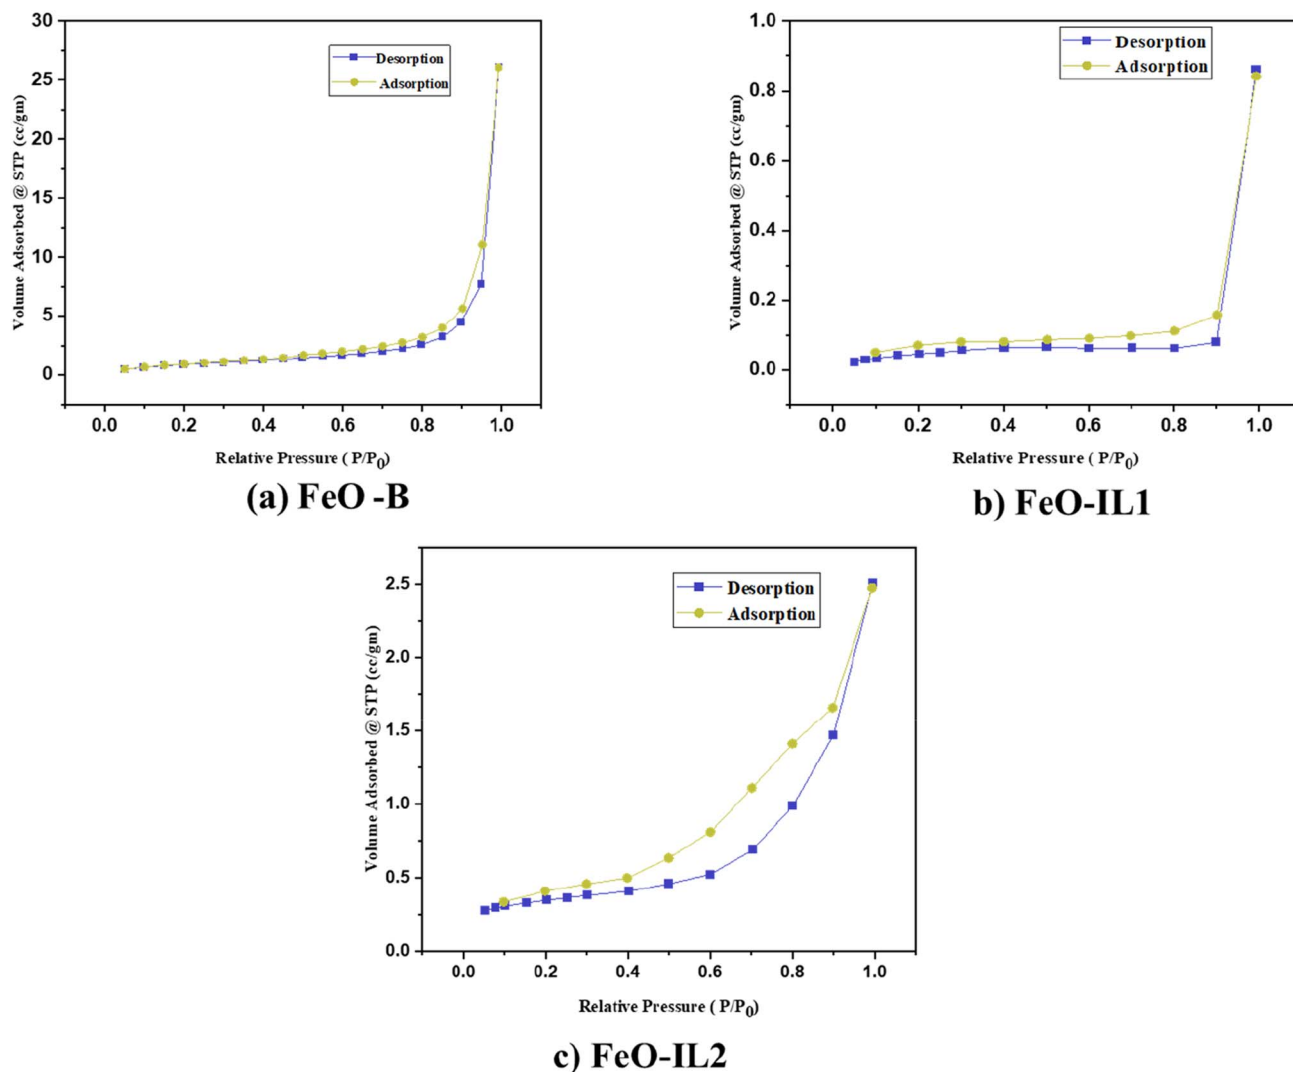 30
25
20
15
10
5
0
Volume Adsorbed @ STP (cc/gm)
Desorption
Adsorption
0.0 0.2 0.4 0.6 0.8 1.0
Relative Pressure ( P/P0)
(a) FeO -B
1.0
0.8
0.6
0.4
0.2
0.0
Volume Adsorbed @ STP (cc/gm)
Desorption
Adsorption
0.0 0.2 0.4 0.6 0.8 1.0
Relative Pressure ( P/P0)
b) FeO-IL1
2.5
2.0
1.5
1.0
0.5
0.0
Volume Adsorbed @ STP (cc/gm)
Desorption
Adsorption
0.0 0.2 0.4 0.6 0.8 1.0
Relative Pressure ( P/P0)
c) FeO-IL2